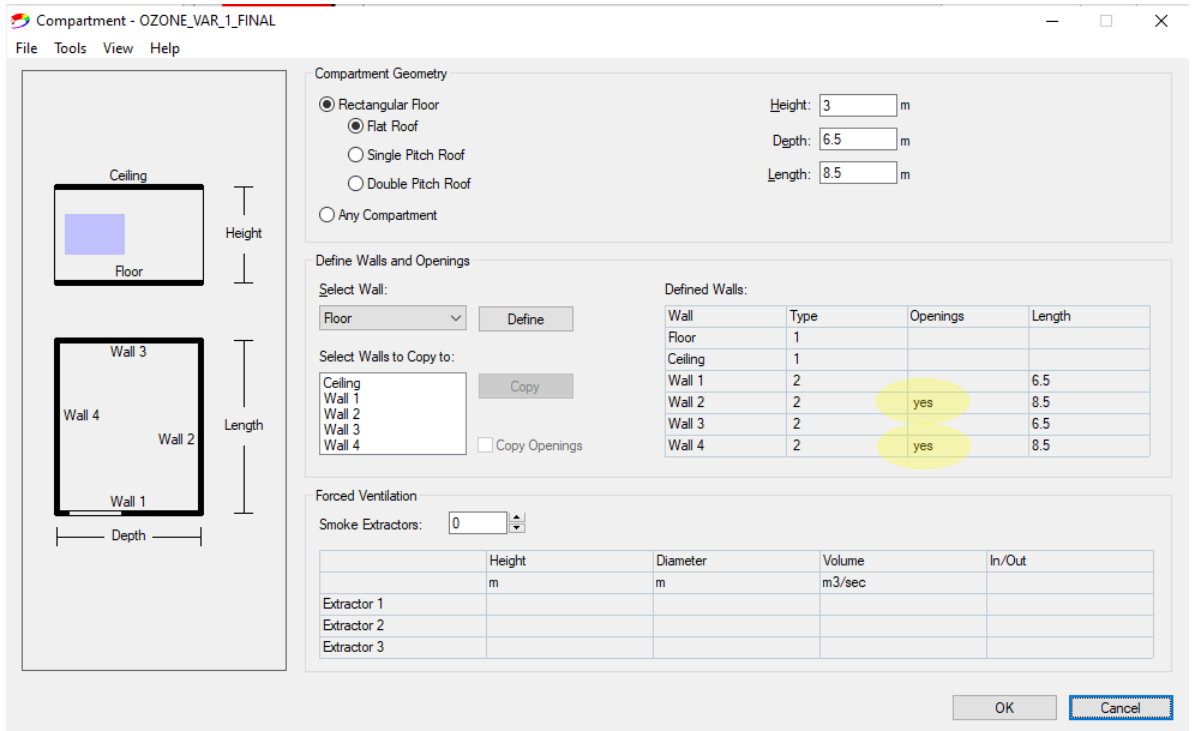 Compartment - OZONE_VAR_1_FINAL
File Tools View Help
Ceiling
Height
Floor
Wall 3
Wall 4
Wall 2
Length
Wall 1
Depth
Compartment Geometry
Rectangular Floor
Flat Roof
Single Pitch Roof
Double Pitch Roof
Any Compartment
Height: 3 m
Depth: 6.5 m
Length: 8.5 m
Define Walls and Openings
Select Wall:
Floor
Define
Select Walls to Copy to:
Ceiling
Wall 1
Wall 2
Wall 3
Wall 4
Copy
Copy Openings
Defined Walls:
Wall Type Openings Length
Floor 1
Ceiling 1
Wall 1 2 6.5
Wall 2 2 yes 8.5
Wall 3 2 6.5
Wall 4 2 yes 8.5
Forced Ventilation
Smoke Extractors: 0
Height Diameter Volume In/Out
m m m3/sec
Extractor 1
Extractor 2
Extractor 3
OK Cancel